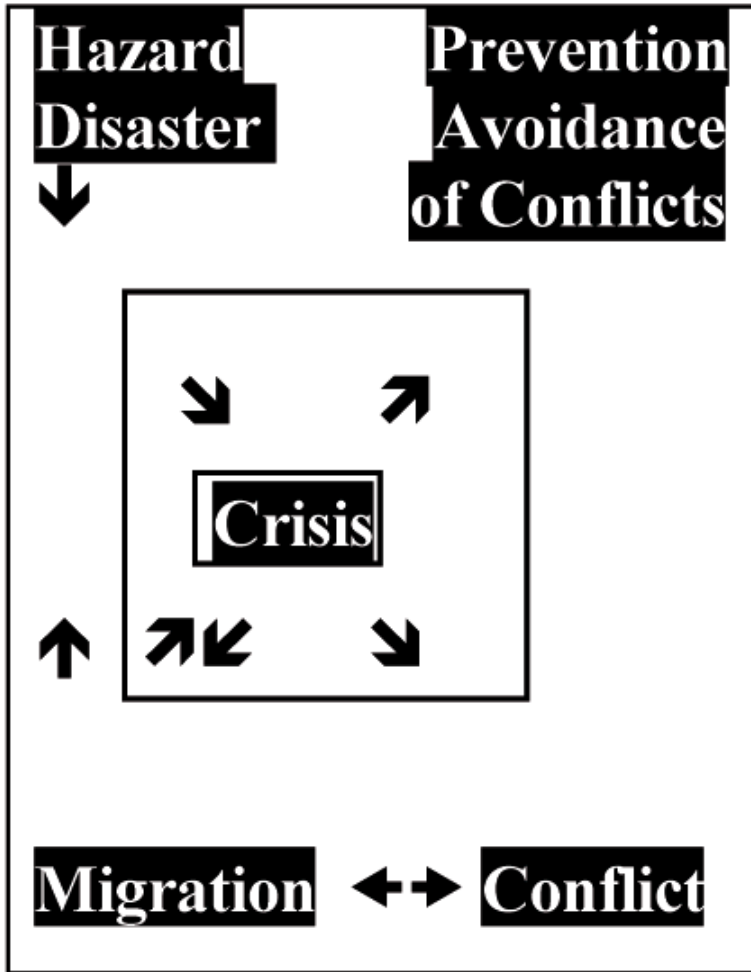 Hazard
Disaster
Prevention
Avoidance
of Conflicts
Crisis
Migration
Conflict